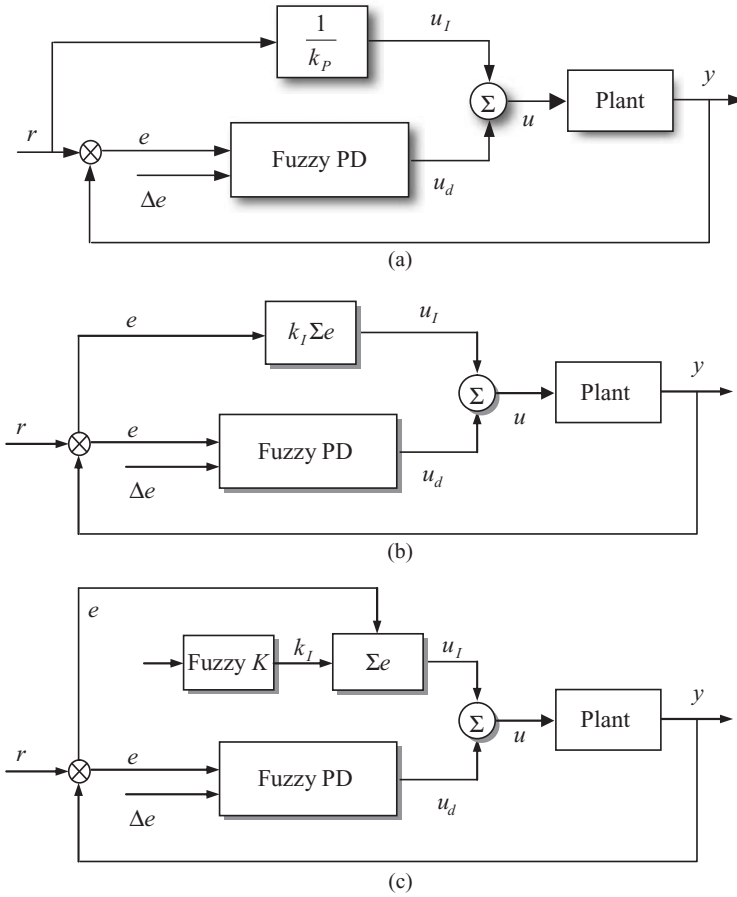 u_I
1
k_P
y
Σ
Plant
r
e
u
Fuzzy PD
u_d
Δe
(a)
e
k_I Σe
u_I
y
Σ
Plant
r
e
u
Fuzzy PD
u_d
Δe
(b)
e
Fuzzy K
k_I
Σe
u_I
y
Σ
Plant
r
e
u
Fuzzy PD
u_d
Δe
(c)